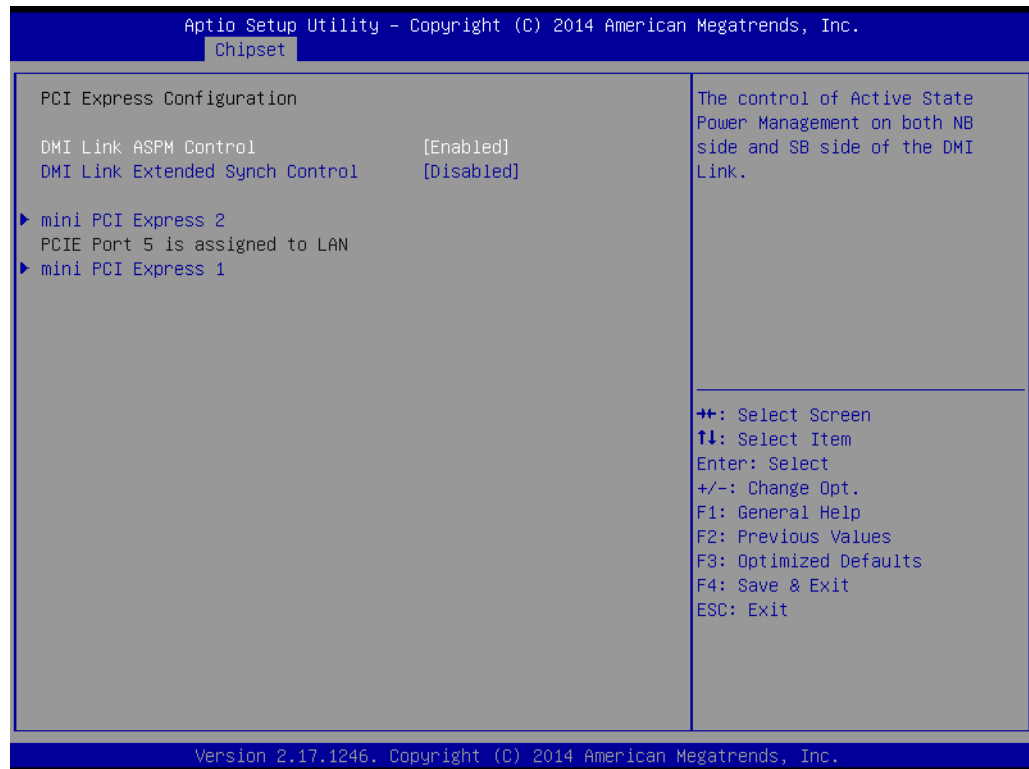 Aptio Setup Utility – Copyright (C) 2014 American Megatrends, Inc.
Chipset
PCI Express Configuration
DMI Link ASPM Control [Enabled]
DMI Link Extended Synch Control [Disabled]
▶ mini PCI Express 2
PCIE Port 5 is assigned to LAN
▶ mini PCI Express 1
The control of Active State
Power Management on both NB
side and SB side of the DMI
Link.
→←: Select Screen
↑↓: Select Item
Enter: Select
+/-: Change Opt.
F1: General Help
F2: Previous Values
F3: Optimized Defaults
F4: Save & Exit
ESC: Exit
Version 2.17.1246. Copyright (C) 2014 American Megatrends, Inc.